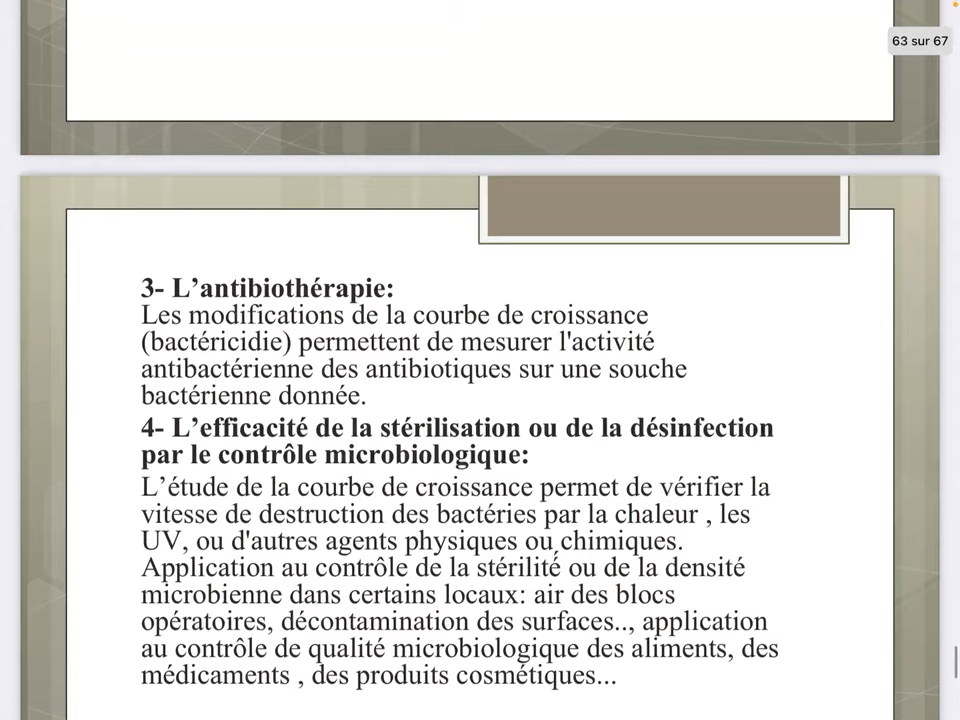 63 sur 67
3- L’antibiothérapie:
Les modifications de la courbe de croissance
(bactéricidie) permettent de mesurer l'activité
antibactérienne des antibiotiques sur une souche
bactérienne donnée.
4- L’efficacité de la stérilisation ou de la désinfection
par le contrôle microbiologique:
L’étude de la courbe de croissance permet de vérifier la
vitesse de destruction des bactéries par la chaleur , les
UV, ou d'autres agents physiques ou chimiques.
Application au contrôle de la stérilité ou de la densité
microbienne dans certains locaux: air des blocs
opératoires, décontamination des surfaces.., application
au contrôle de qualité microbiologique des aliments, des
médicaments , des produits cosmétiques...